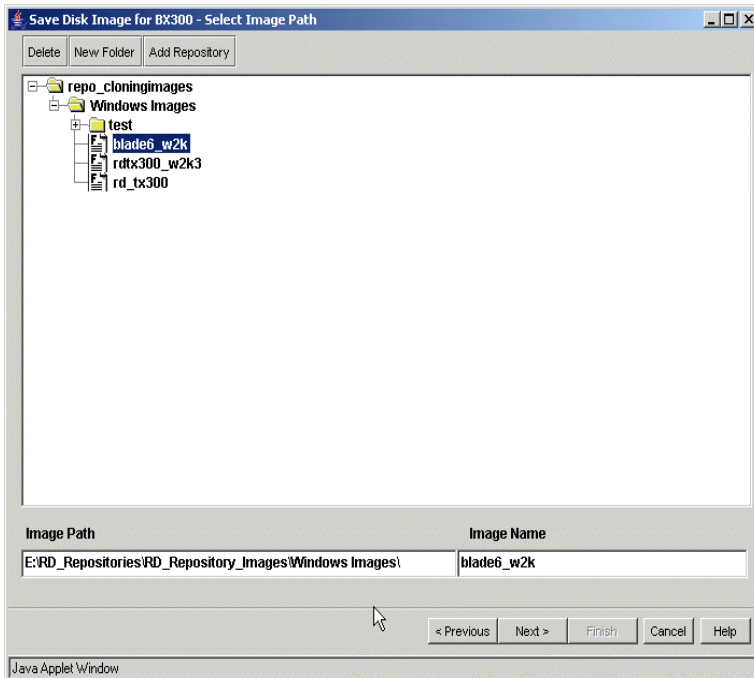 Save Disk Image for BX300 - Select Image Path
Delete New Folder Add Repository
repo_cloningimages
Windows Images
test
blade6_w2k
rdtx300_w2k3
rd_tx300
Image Path Image Name
E:\RD_Repositories\RD_Repository_Images\Windows Images\ blade6_w2k
< Previous Next > Finish Cancel Help
Java Applet Window